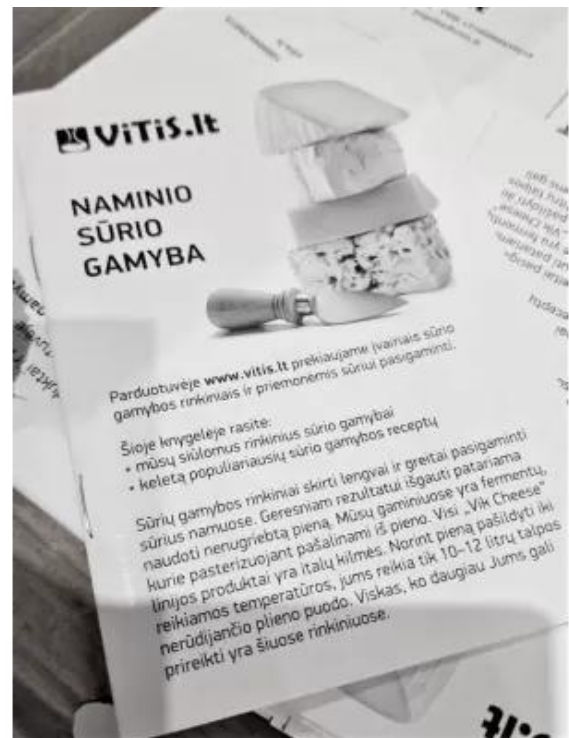 ViTiS.lt
NAMINIO
SŪRIO
GAMYBA
Parduotuvėje www.vitis.lt prekiaujame įvairiais sūrio
gamybos rinkiniais ir priemonėmis sūriui pasigaminti.
Šioje knygelėje rasite:
• mūsų siūlomus rinkinius sūrio gamybai
• keletą populiariausių sūrio gamybos receptų
Sūrių gamybos rinkiniai skirti lengvai ir greitai pasigaminti
sūrius namuose. Geresniam rezultatui išgauti patariama
naudoti nenugriebtą pieną. Mūsų gaminiuose yra fermentų,
kurie pasterizuojant pašalinami iš pieno. Visi „Vik Cheese“
linijos produktai yra italų kilmės. Norint pieną pašildyti iki
reikiamos temperatūros, jums reikia tik 10–12 litrų talpos
nerūdijančio plieno puodo. Viskas, ko daugiau Jums gali
prireikti yra šiuose rinkiniuose.